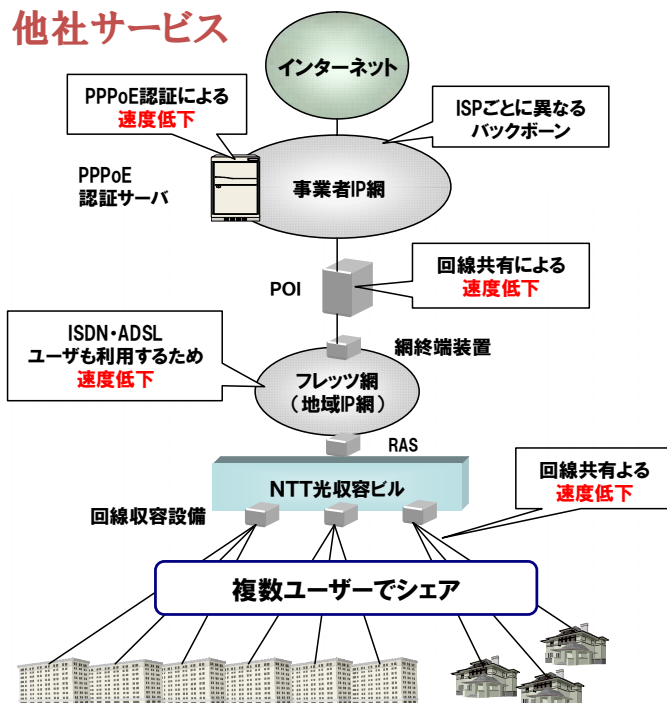 他社サービス
インターネット
PPPoE認証による
速度低下
ISPごとに異なる
バックボーン
PPPoE
認証サーバ
事業者IP網
回線共有による
速度低下
POI
ISDN・ADSL
ユーザも利用するため
速度低下
網終端装置
フレッツ網
（地域IP網）
RAS
NTT光収容ビル
回線共有よる
速度低下
回線収容設備
複数ユーザーでシェア